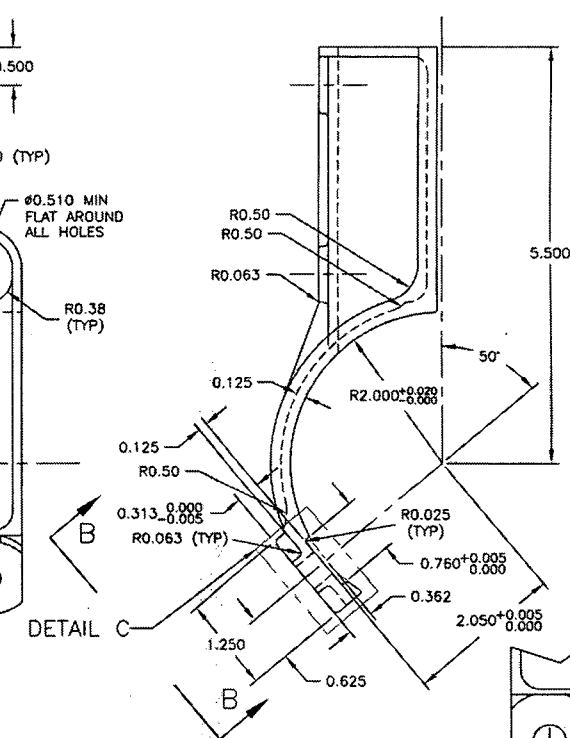 0.500
(TYP)
Ø0.510 MIN
FLAT AROUND
ALL HOLES
R0.38
(TYP)
R0.50
R0.50
R0.063
5.500
50°
0.125
R2.000+0.020
-0.000
0.125
R0.50
0.313 0.000
-0.005
R0.063 (TYP)
R0.025
(TYP)
0.760+0.005
0.000
0.362
2.050+0.005
0.000
B
DETAIL C
1.250
0.625
B